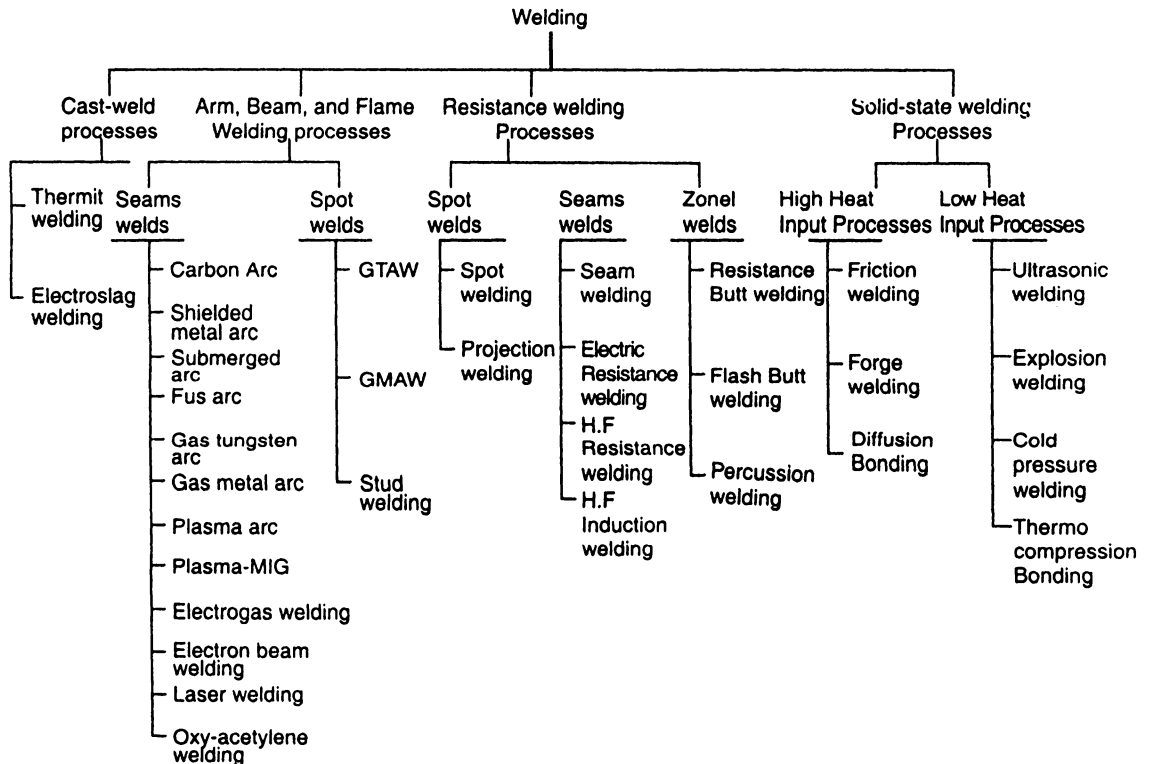 Welding
Cast-weld
processes
Arm, Beam, and Flame
Welding processes
Resistance welding
Processes
Solid-state welding
Processes
Thermit
welding
Electroslag
welding
Seams
welds
Carbon Arc
Shielded
metal arc
Submerged
arc
Fus arc
Gas tungsten
arc
Gas metal arc
Plasma arc
Plasma-MIG
Electrogas welding
Electron beam
welding
Laser welding
Oxy-acetylene
welding
Spot
welds
GTAW
GMAW
Stud
welding
Spot
welds
Spot
welding
Projection
welding
Seams
welds
Seam
welding
Electric
Resistance
welding
H.F
Resistance
welding
H.F
Induction
welding
Zonel
welds
Resistance
Butt welding
Flash Butt
welding
Percussion
welding
High Heat
Input Processes
Friction
welding
Forge
welding
Diffusion
Bonding
Low Heat
Input Processes
Ultrasonic
welding
Explosion
welding
Cold
pressure
welding
Thermo
compression
Bonding